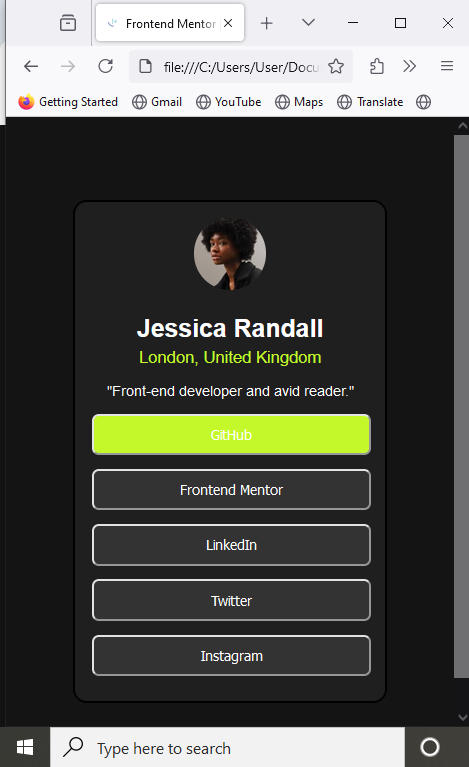 Frontend Mentor
file:///C:/Users/User/Docu
Getting Started Gmail YouTube Maps Translate
Jessica Randall
London, United Kingdom
"Front-end developer and avid reader."
GitHub
Frontend Mentor
LinkedIn
Twitter
Instagram
Type here to search